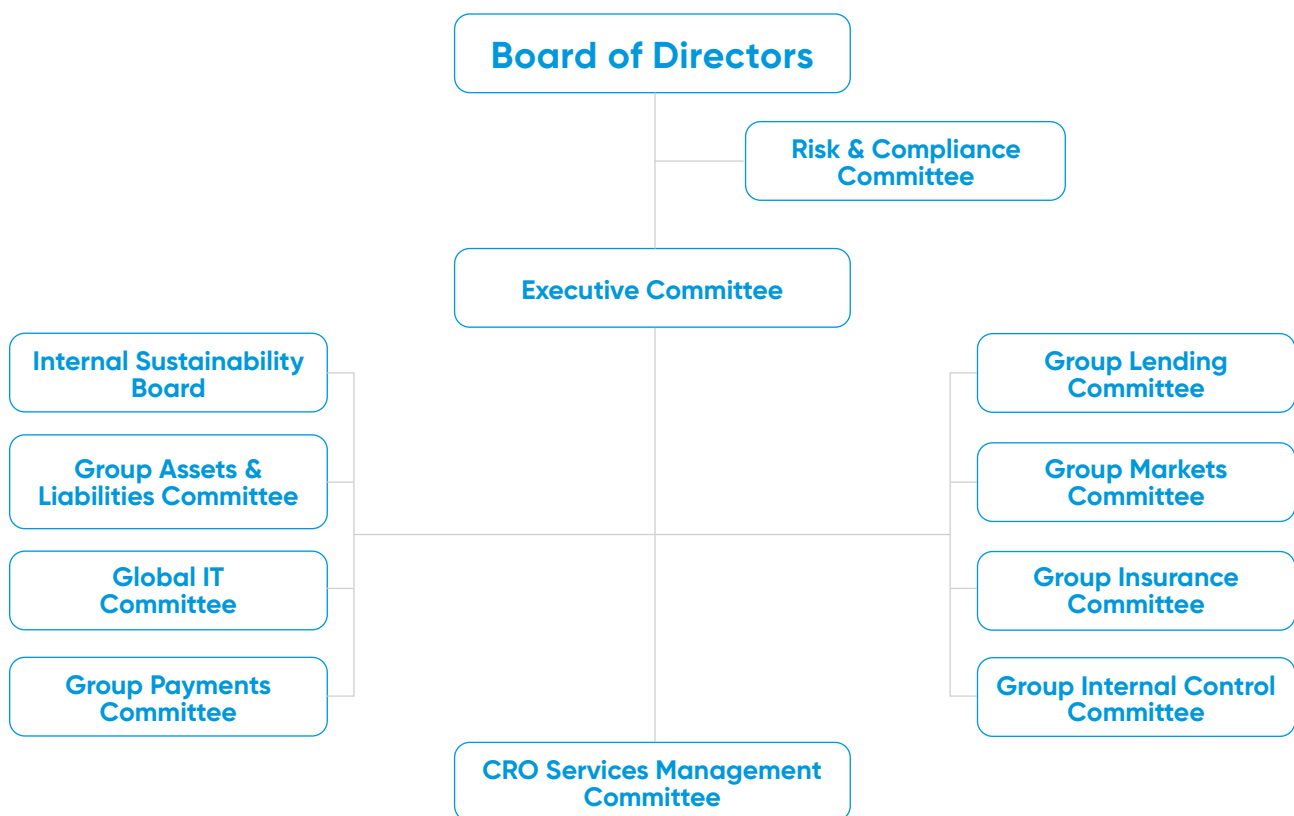 Board of Directors
Risk & Compliance
Committee
Executive Committee
Internal Sustainability
Board
Group Assets &
Liabilities Committee
Global IT
Committee
Group Payments
Committee
Group Lending
Committee
Group Markets
Committee
Group Insurance
Committee
Group Internal Control
Committee
CRO Services Management
Committee